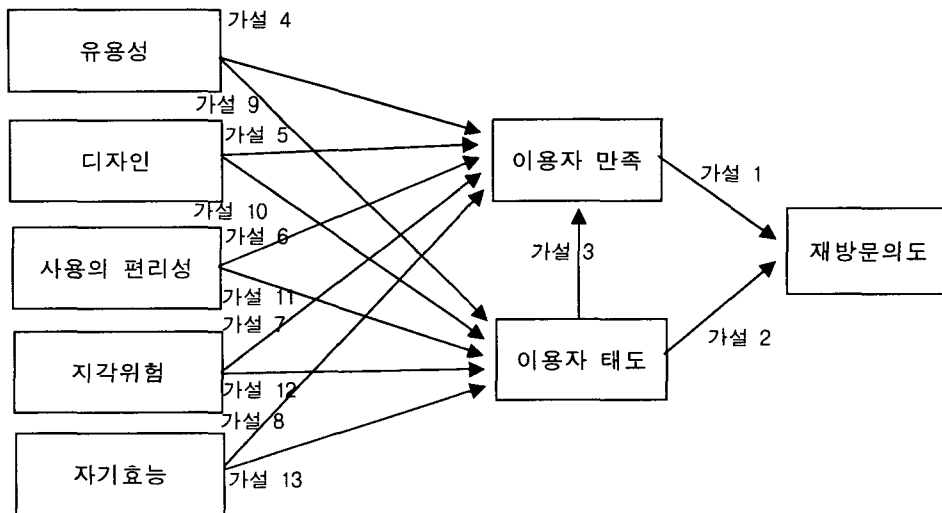 가설 4
유용성
가설 9
가설 5
디자인
이용자 만족
가설 1
가설 10
가설 6
사용의 편리성
가설 3
재방문의도
가설 11
가설 7
지각위험
이용자 태도
가설 2
가설 12
가설 8
자기효능
가설 13